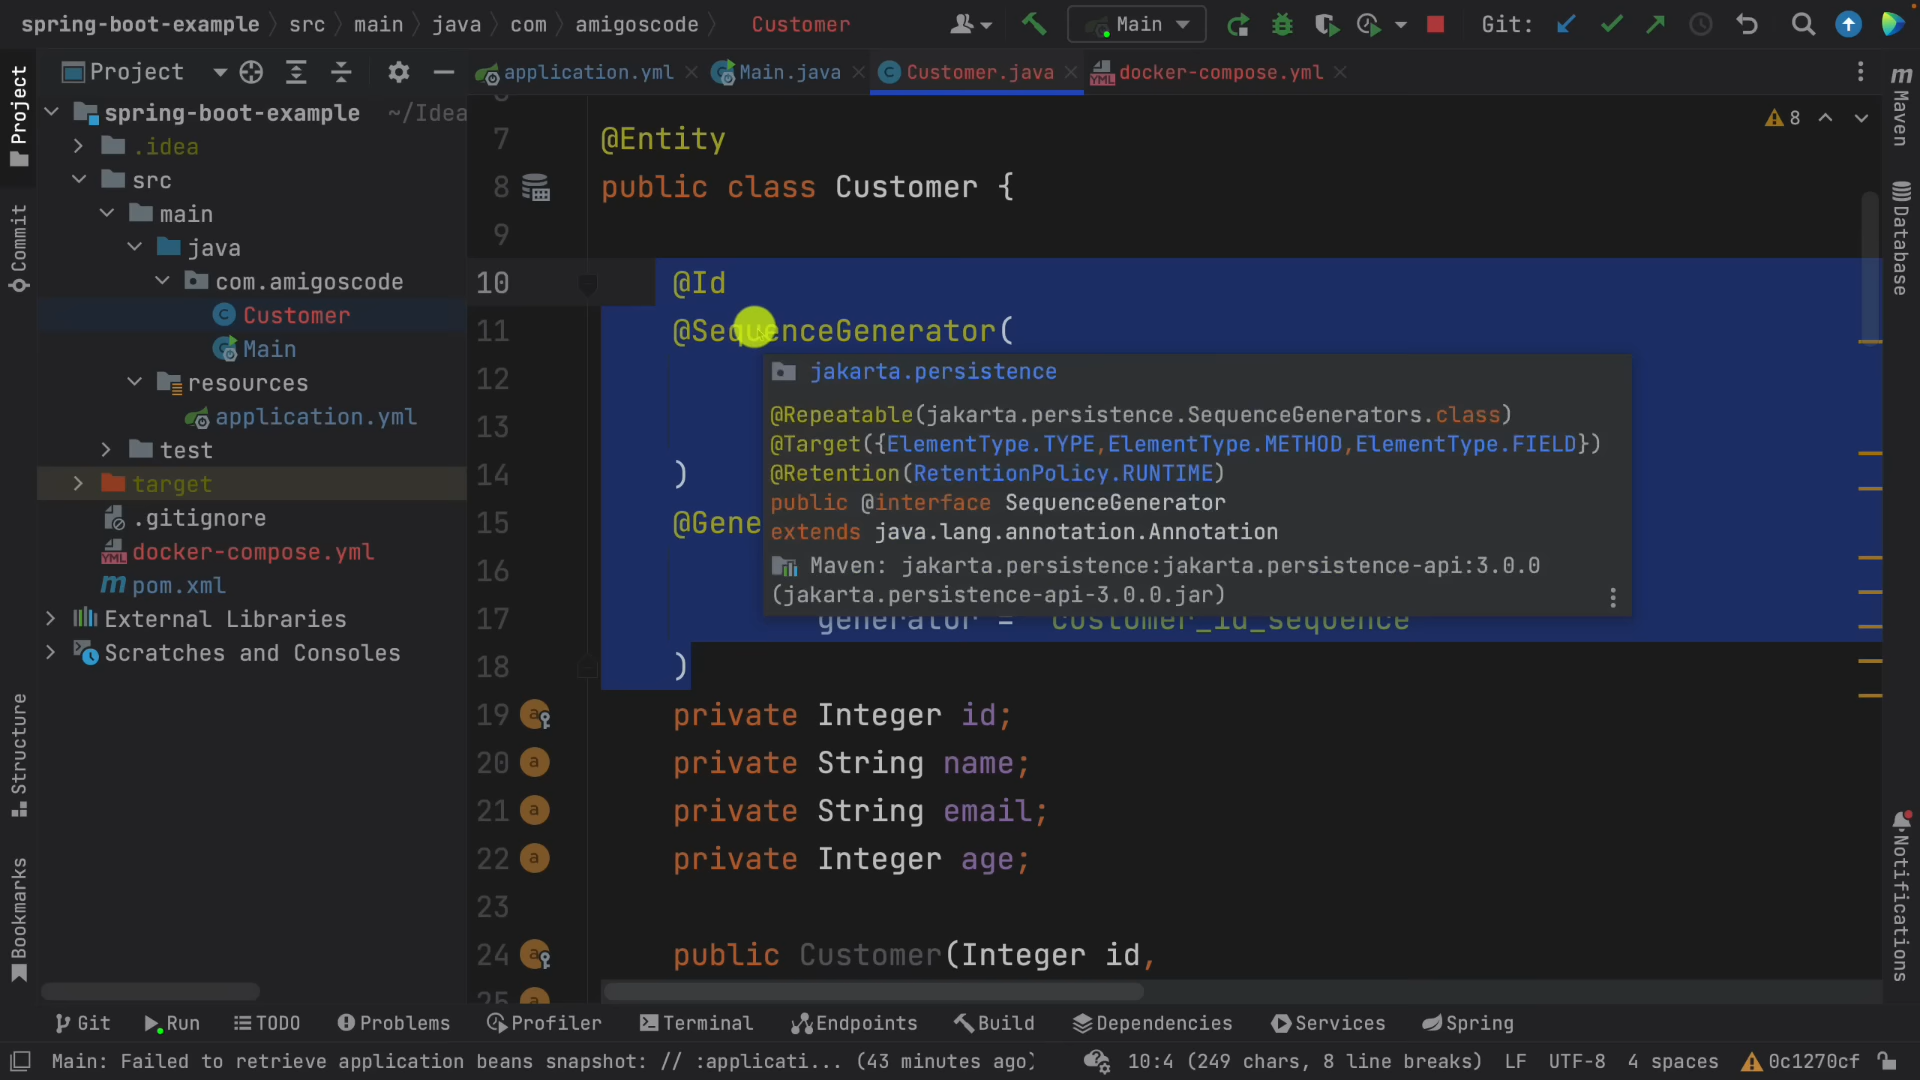 spring-boot-example > src > main > java > com > amigoscode > Customer
Main
Git:
Project
application.yml
Main.java
Customer.java
docker-compose.yml
spring-boot-example ~/Idea
.idea
src
main
java
com.amigoscode
Customer
Main
resources
application.yml
test
target
.gitignore
docker-compose.yml
pom.xml
External Libraries
Scratches and Consoles
Project
Commit
Structure
Bookmarks
8
7 @Entity
8 public class Customer {
9
10 @Id
11 @SequenceGenerator(
12
13
14 )
15 @Gene
16
17 generator = customer_id_sequence
18 )
19 private Integer id;
20 private String name;
21 private String email;
22 private Integer age;
23
24 public Customer(Integer id,
25
jakarta.persistence
@Repeatable(jakarta.persistence.SequenceGenerators.class)
@Target({ElementType.TYPE,ElementType.METHOD,ElementType.FIELD})
@Retention(RetentionPolicy.RUNTIME)
public @interface SequenceGenerator
extends java.lang.annotation.Annotation
Maven: jakarta.persistence:jakarta.persistence-api:3.0.0
(jakarta.persistence-api-3.0.0.jar)
m Maven
Database
Notifications
Git
Run
TODO
Problems
Profiler
Terminal
Endpoints
Build
Dependencies
Services
Spring
Main: Failed to retrieve application beans snapshot: // :applicati... (43 minutes ago)
10:4 (249 chars, 8 line breaks)
LF
UTF-8
4 spaces
0c1270cf